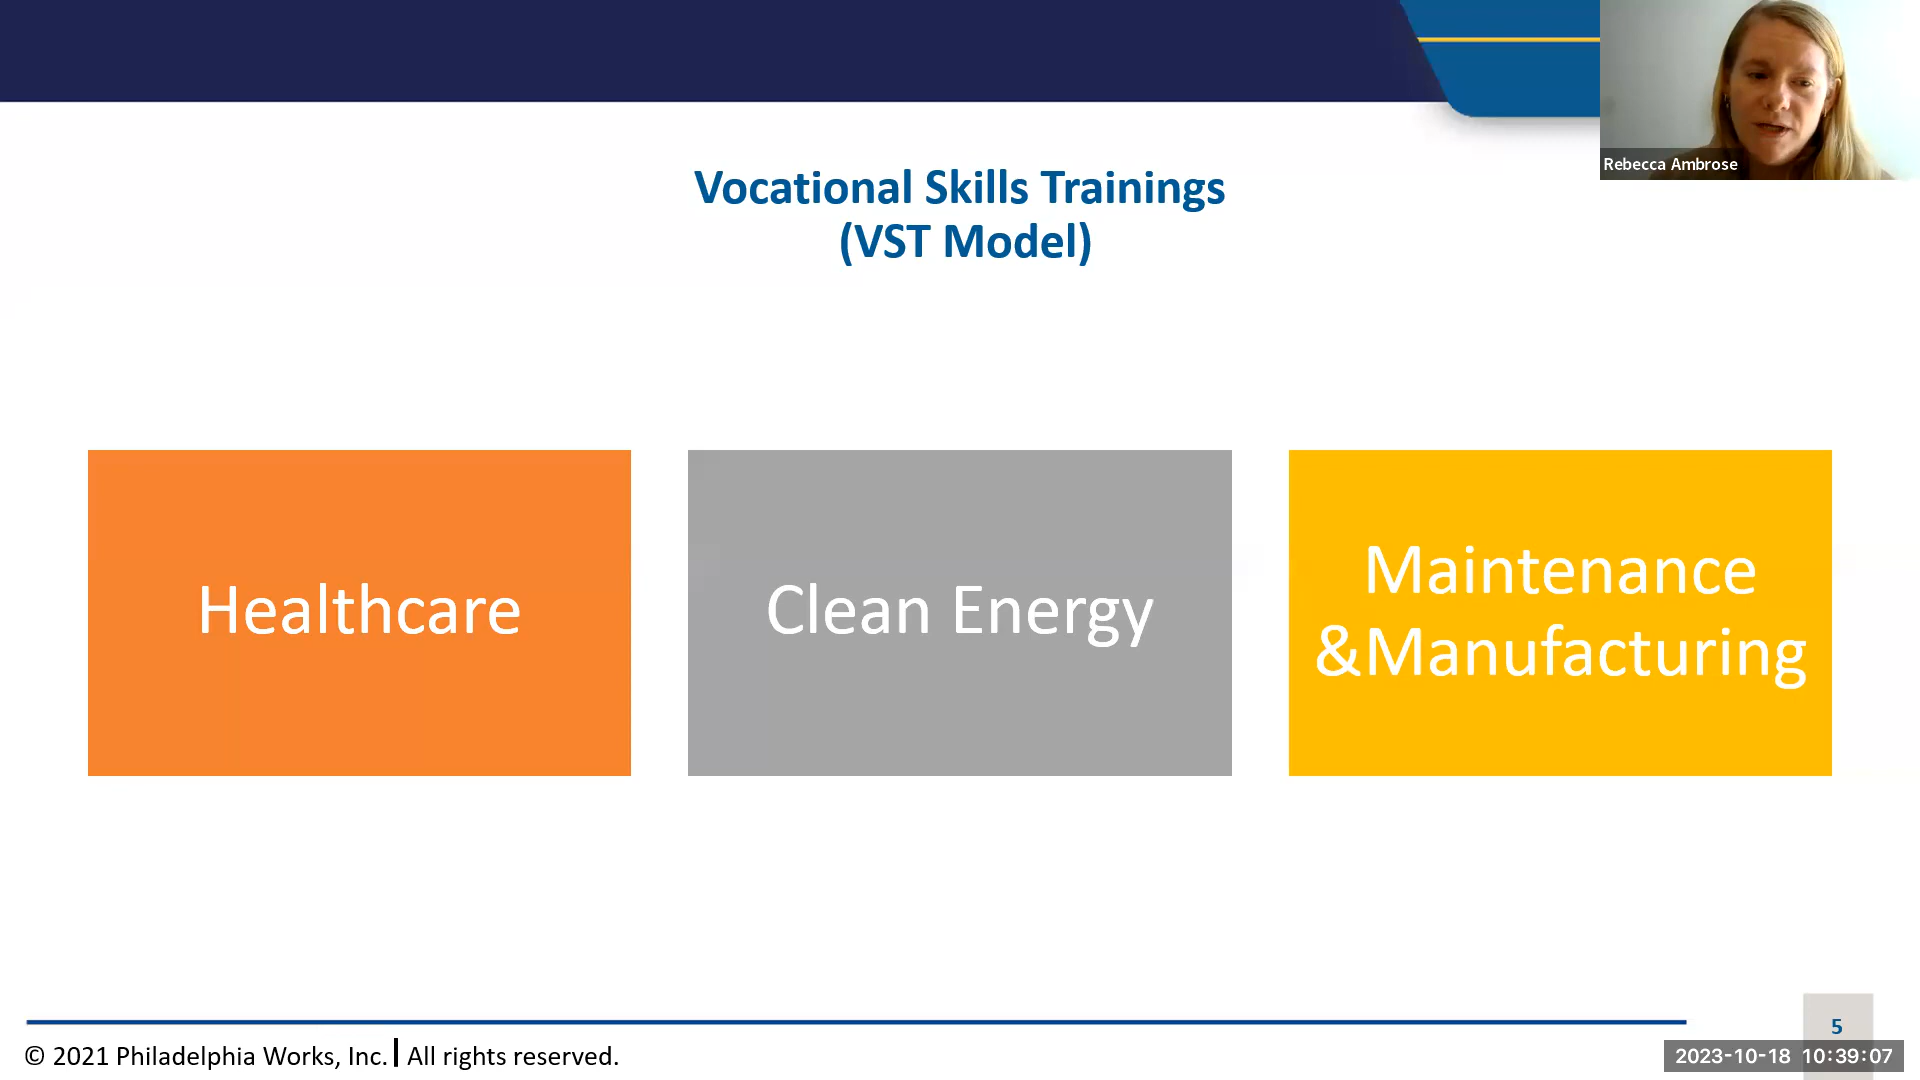 Rebecca Ambrose
Vocational Skills Trainings
(VST Model)
Healthcare
Clean Energy
Maintenance
&Manufacturing
5
© 2021 Philadelphia Works, Inc. | All rights reserved.
2023-10-18 10:39:07